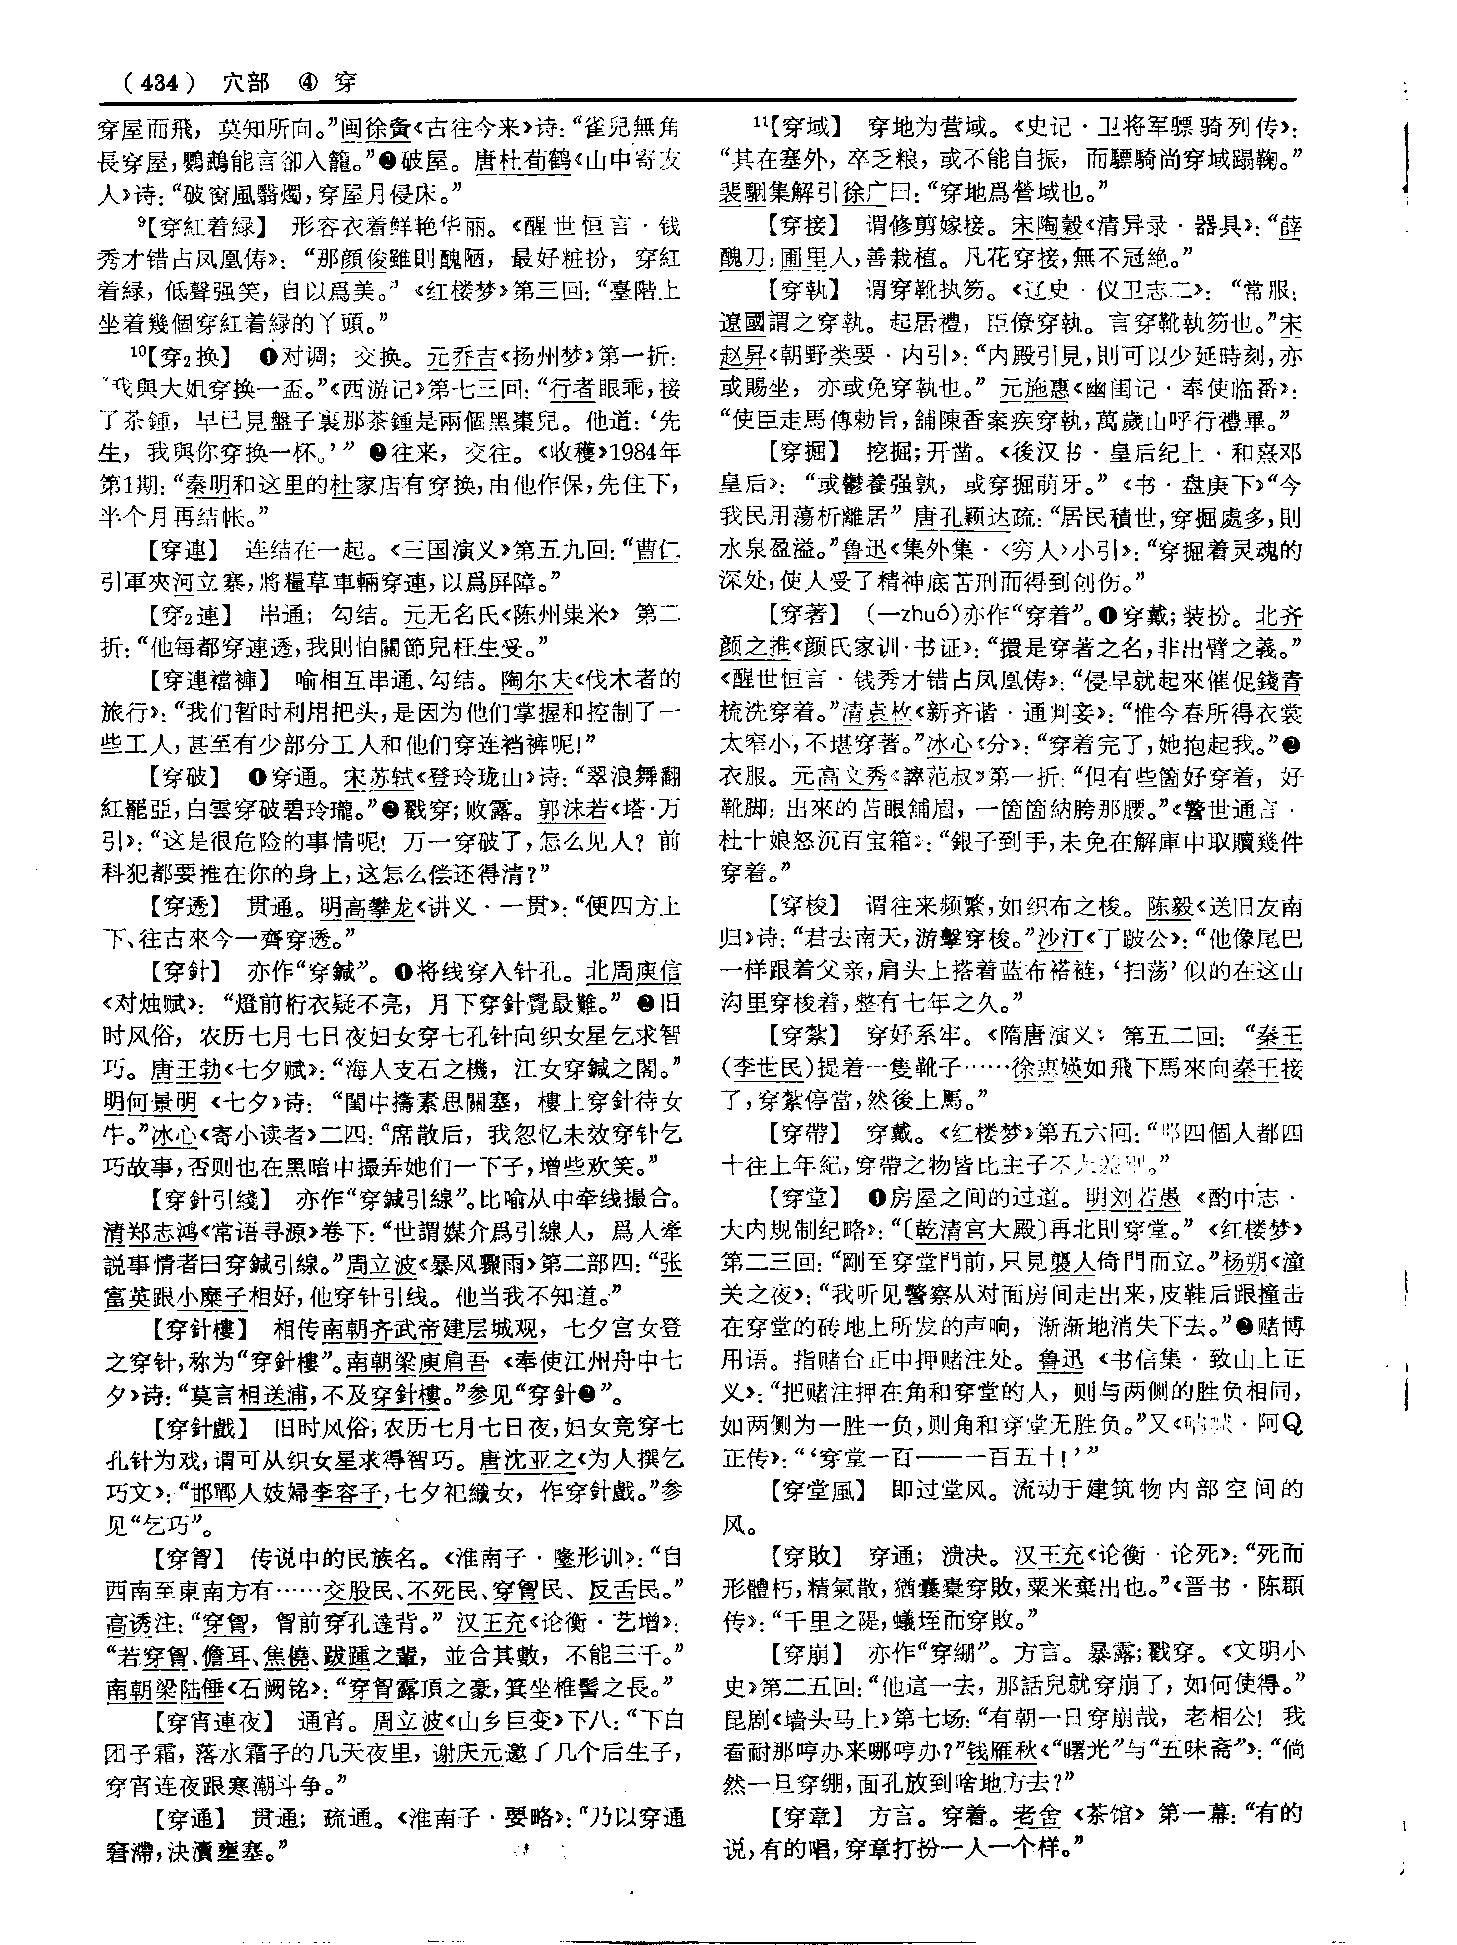 (434) 穴部 ④ 穿
穿屋而飛，莫知所向。”闽徐夤《古往今来》诗：“雀兒無角
長穿屋，鸚鵡能言卻入籠。”❷破屋。唐杜荀鹤《山中寄友
人》诗：“破窗風翳燭，穿屋月侵床。”
⁹【穿紅着緑】 形容衣着鲜艳华丽。《醒世恒言·钱
秀才错占凤凰俦》：“那顔俊雖則醜陋，最好粧扮，穿紅
着緑，低聲强笑，自以爲美。”《红楼梦》第三回：“臺階上
坐着幾個穿紅着緑的丫頭。”
¹⁰【穿₂换】 ❶对调；交换。元乔吉《扬州梦》第一折：
“我與大姐穿换一盃。”《西游记》第七三回：“行者眼乖，接
了茶鍾，早已見盤子裏那茶鍾是兩個黑棗兒。他道：‘先
生，我與你穿换一杯。’”❷往来，交往。《收穫》1984年
第1期：“秦明和这里的杜家店有穿换，由他作保，先住下，
半个月再结帐。”
【穿連】 连结在一起。《三国演义》第五九回：“曹仁
引軍夾河立寨，將糧草車輛穿連，以爲屏障。”
【穿₂連】 串通；勾结。元无名氏《陈州粜米》第二
折：“他每都穿連透，我則怕關節兒枉生受。”
【穿連襠褲】 喻相互串通、勾结。陶尔夫《伐木者的
旅行》：“我们暂时利用把头，是因为他们掌握和控制了一
些工人，甚至有少部分工人和他们穿连裆裤呢！”
【穿破】 ❶穿通。宋苏轼《登玲珑山》诗：“翠浪舞翻
紅罷亞，白雲穿破碧玲瓏。”❷戳穿；败露。郭沫若《塔·万
引》：“这是很危险的事情呢！万一穿破了，怎么见人？前
科犯都要推在你的身上，这怎么偿还得清？”
【穿透】 贯通。明高攀龙《讲义·一贯》：“便四方上
下、往古來今一齊穿透。”
【穿針】 亦作“穿鍼”。❶将线穿入针孔。北周庾信
《对烛赋》：“燈前桁衣疑不亮，月下穿針覺最難。”❷旧
时风俗，农历七月七日夜妇女穿七孔针向织女星乞求智
巧。唐王勃《七夕赋》：“海人支石之機，江女穿鍼之閣。”
明何景明《七夕》诗：“閨中擣素思關塞，樓上穿針待女
牛。”冰心《寄小读者》二四：“席散后，我忽忆未效穿针乞
巧故事，否则也在黑暗中撮弄她们一下子，增些欢笑。”
【穿針引綫】 亦作“穿鍼引線”。比喻从中牵线撮合。
清郑志鸿《常语寻源》卷下：“世謂媒介爲引線人，爲人牽
説事情者曰穿鍼引線。”周立波《暴风骤雨》第二部四：“张
富英跟小糜子相好，他穿针引线。他当我不知道。”
【穿針樓】 相传南朝齐武帝建层城观，七夕宫女登
之穿针，称为“穿針樓”。南朝梁庾肩吾《奉使江州舟中七
夕》诗：“莫言相送浦，不及穿針樓。”参见“穿針❷”。
【穿針戲】 旧时风俗，农历七月七日夜，妇女竞穿七
孔针为戏，谓可从织女星求得智巧。唐沈亚之《为人撰乞
巧文》：“邯鄲人妓婦李容子，七夕祀織女，作穿針戲。”参
见“乞巧”。
【穿胷】 传说中的民族名。《淮南子·墬形训》：“自
西南至東南方有……交股民、不死民、穿胷民、反舌民。”
高诱注：“穿胷，胷前穿孔達背。”汉王充《论衡·艺增》：
“若穿胷、儋耳、焦僥、跋踵之輩，並合其數，不能三千。”
南朝梁陆倕《石阙铭》：“穿胷露頂之豪，箕坐椎髻之長。”
【穿宵連夜】 通宵。周立波《山乡巨变》下八：“下白
团子霜，落水霜子的几天夜里，谢庆元邀了几个后生子，
穿宵连夜跟寒潮斗争。”
【穿通】 贯通；疏通。《淮南子·要略》：“乃以穿通
窘滯，決瀆壅塞。”
¹¹【穿域】 穿地为营域。《史记·卫将军骠骑列传》：
“其在塞外，卒乏粮，或不能自振，而驃騎尚穿域蹋鞠。”
裴駰集解引徐广曰：“穿地爲營域也。”
【穿接】 谓修剪嫁接。宋陶穀《清异录·器具》：“薛
醜刀：圃里人，善栽植。凡花穿接，無不冠絶。”
【穿執】 谓穿靴执笏。《辽史·仪卫志二》：“常服：
遼國謂之穿執。起居禮，臣僚穿執。言穿靴執笏也。”宋
赵昇《朝野类要·内引》：“内殿引見，則可以少延時刻，亦
或賜坐，亦或免穿執也。”元施惠《幽闺记·奉使临番》：
“使臣走馬傳勅旨，舖陳香案疾穿執，萬歲山呼行禮畢。”
【穿掘】 挖掘；开凿。《後汉书·皇后纪上·和熹邓
皇后》：“或鬱養强孰，或穿掘萌牙。”《书·盘庚下》“今
我民用蕩析離居”唐孔颖达疏：“居民積世，穿掘處多，則
水泉盈溢。”鲁迅《集外集·〈穷人〉小引》：“穿掘着灵魂的
深处，使人受了精神底苦刑而得到创伤。”
【穿著】 (—zhuó)亦作“穿着”。❶穿戴；装扮。北齐
颜之推《颜氏家训·书证》：“擐是穿著之名，非出臂之義。”
《醒世恒言·钱秀才错占凤凰俦》：“侵早就起來催促錢青
梳洗穿着。”清袁枚《新齐谐·通判妾》：“惟今春所得衣裳
太窄小，不堪穿著。”冰心《分》：“穿着完了，她抱起我。”❷
衣服。元高文秀《谇范叔》第一折：“但有些箇好穿着，好
靴脚，出來的苫眼鋪眉，一箇箇納胯那腰。”《警世通言·
杜十娘怒沉百宝箱》：“銀子到手，未免在解庫中取贖幾件
穿着。”
【穿梭】 谓往来频繁，如织布之梭。陈毅《送旧友南
归》诗：“君去南天，游擊穿梭。”沙汀《丁跛公》：“他像尾巴
一样跟着父亲，肩头上搭着蓝布褡裢，‘扫荡’似的在这山
沟里穿梭着，整有七年之久。”
【穿紮】 穿好系牢。《隋唐演义》第五二回：“秦王
(李世民)提着一隻靴子……徐惠媖如飛下馬來向秦王接
了，穿紮停當，然後上馬。”
【穿帶】 穿戴。《红楼梦》第五六回：“那四個人都四
十往上年紀，穿帶之物皆比主子不大差别。”
【穿堂】 ❶房屋之间的过道。明刘若愚《酌中志·
大内规制纪略》：“〔乾清宫大殿〕再北則穿堂。”《红楼梦》
第二三回：“剛至穿堂門前，只見襲人倚門而立。”杨朔《潼
关之夜》：“我听见警察从对面房间走出来，皮鞋后跟撞击
在穿堂的砖地上所发的声响，渐渐地消失下去。”❷赌博
用语。指赌台正中押赌注处。鲁迅《书信集·致山上正
义》：“把赌注押在角和穿堂的人，则与两侧的胜负相同，
如两侧为一胜一负，则角和穿堂无胜负。”又《呐喊·阿Q
正传》：“‘穿堂一百——一百五十！’”
【穿堂風】 即过堂风。流动于建筑物内部空间的
风。
【穿敗】 穿通；溃决。汉王充《论衡·论死》：“死而
形體朽，精氣散，猶囊橐穿敗，粟米棄出也。”《晋书·陈頵
传》：“千里之隄，蟻垤而穿敗。”
【穿崩】 亦作“穿綳”。方言。暴露；戳穿。《文明小
史》第二五回：“他這一去，那話兒就穿崩了，如何使得。”
昆剧《墙头马上》第七场：“有朝一日穿崩哉，老相公！我
看耐那哼办来哪哼办？”钱雁秋《“曙光”与“五味斋”》：“倘
然一旦穿绷，面孔放到啥地方去？”
【穿章】 方言。穿着。老舍《茶馆》第一幕：“有的
说，有的唱，穿章打扮一人一个样。”